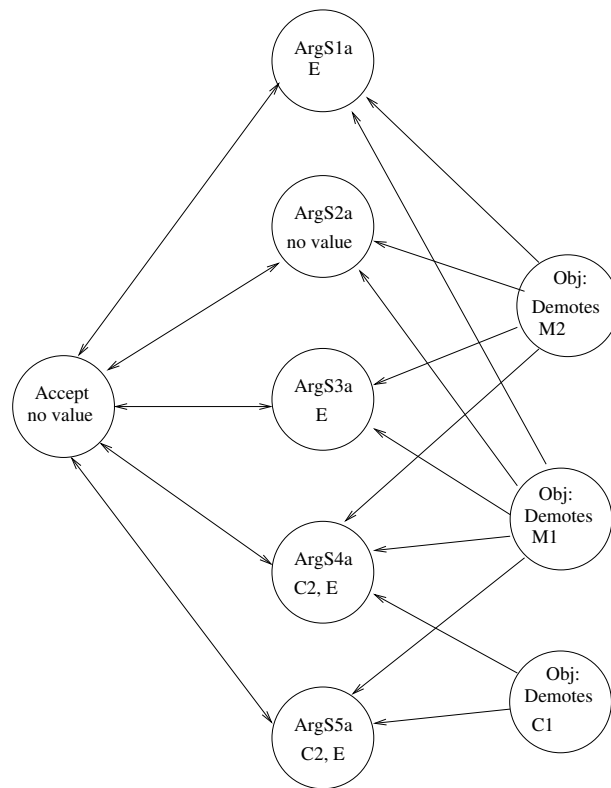 ArgS1a
E
ArgS2a
no value
Obj:
Demotes
M2
Accept
no value
ArgS3a
E
Obj:
Demotes
M1
ArgS4a
C2, E
Obj:
Demotes
C1
ArgS5a
C2, E